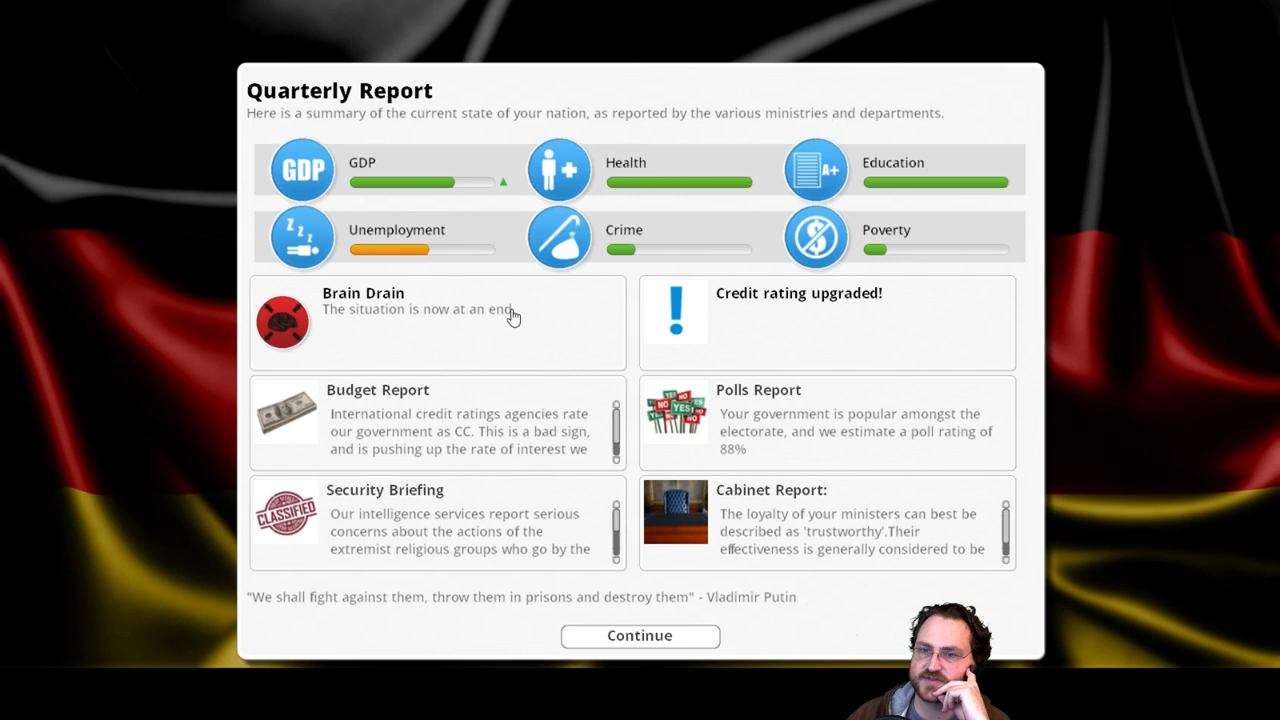 Quarterly Report
Here is a summary of the current state of your nation, as reported by the various ministries and departments.
GDP
GDP
Health
A+
Education
Z Z Z
Unemployment
Crime
$
Poverty
Brain Drain
The situation is now at an end.
!
Credit rating upgraded!
Budget Report
International credit ratings agencies rate
our government as CC. This is a bad sign,
and is pushing up the rate of interest we
YES
NO
YES
NO
Polls Report
Your government is popular amongst the
electorate, and we estimate a poll rating of
88%
CLASSIFIED
Security Briefing
Our intelligence services report serious
concerns about the actions of the
extremist religious groups who go by the
Cabinet Report:
The loyalty of your ministers can best be
described as 'trustworthy'.Their
effectiveness is generally considered to be
"We shall fight against them, throw them in prisons and destroy them" - Vladimir Putin
Continue